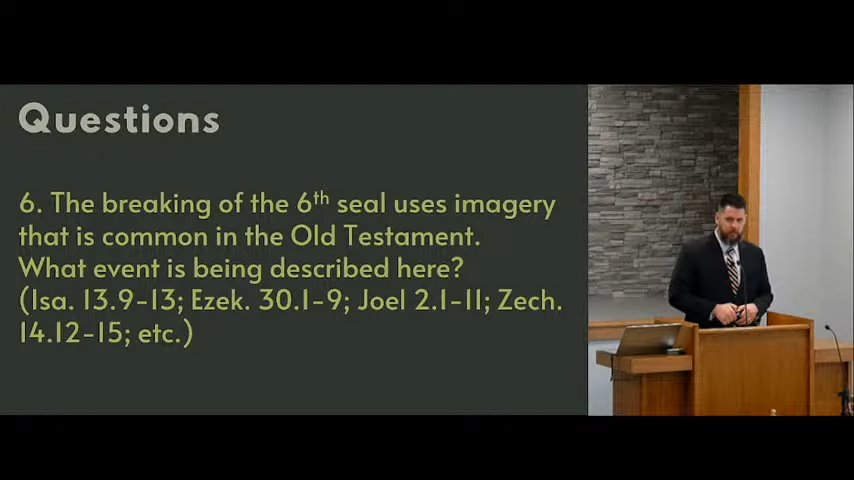 Questions
6. The breaking of the 6th seal uses imagery
that is common in the Old Testament.
What event is being described here?
(Isa. 13.9-13; Ezek. 30.1-9; Joel 2.1-11; Zech.
14.12-15; etc.)